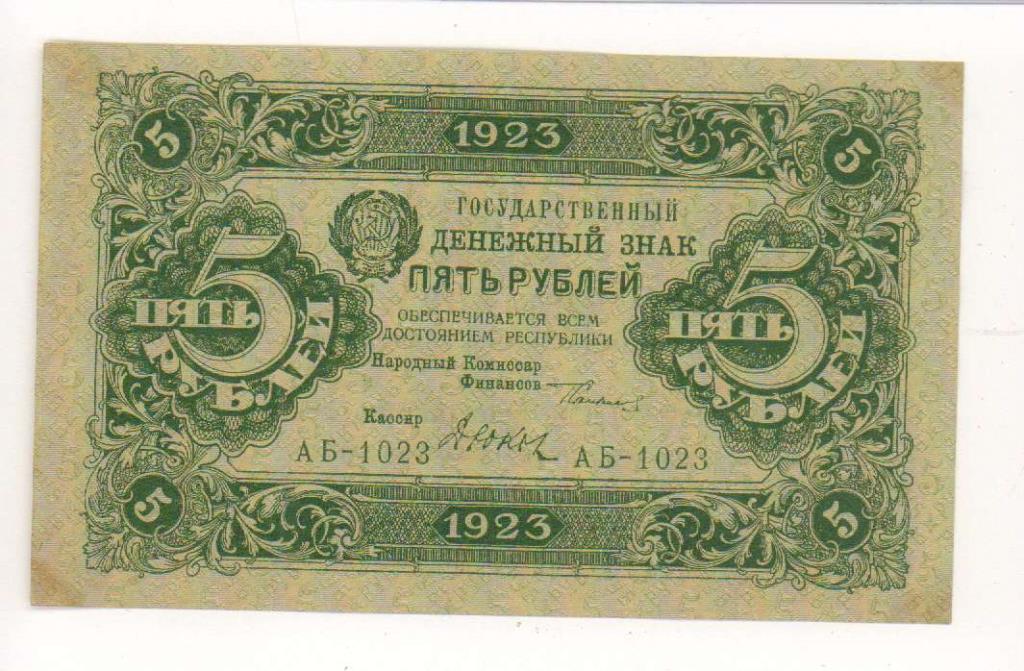 1923
5 5
ГОСУДАРСТВЕННЫЙ
ДЕНЕЖНЫЙ ЗНАК
ПЯТЬ РУБЛЕЙ
ОБЕСПЕЧИВАЕТСЯ ВСЕМ
ДОСТОЯНИЕМ РЕСПУБЛИКИ
5 ПЯТЬ РУБЛЕЙ
5 ПЯТЬ РУБЛЕЙ
Народный Комиссар
Финансов
Кассир
АБ-1023 АБ-1023
5 5
1923